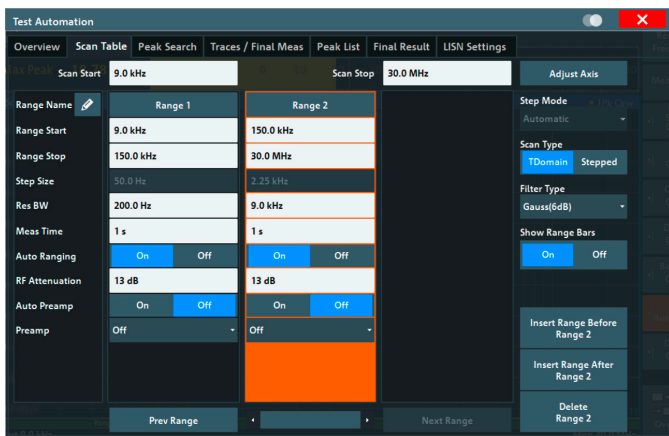 Test Automation
Overview Scan Table Peak Search Traces / Final Meas Peak List Final Result LISN Settings
Scan Start 9.0 kHz Scan Stop 30.0 MHz Adjust Axis
Range Name Range 1 Range 2 Step Mode
Automatic
Range Start 9.0 kHz 150.0 kHz
Range Stop 150.0 kHz 30.0 MHz Scan Type
TDomain Stepped
Step Size 50.0 Hz 2.25 kHz
Filter Type
Res BW 200.0 Hz 9.0 kHz Gauss(6dB)
Meas Time 1 s 1 s Show Range Bars
Auto Ranging On Off On Off On Off
RF Attenuation 13 dB 13 dB
Auto Preamp On Off On Off
Preamp Off Off
Insert Range Before
Range 2
Insert Range After
Range 2
Delete
Range 2
Prev Range Next Range